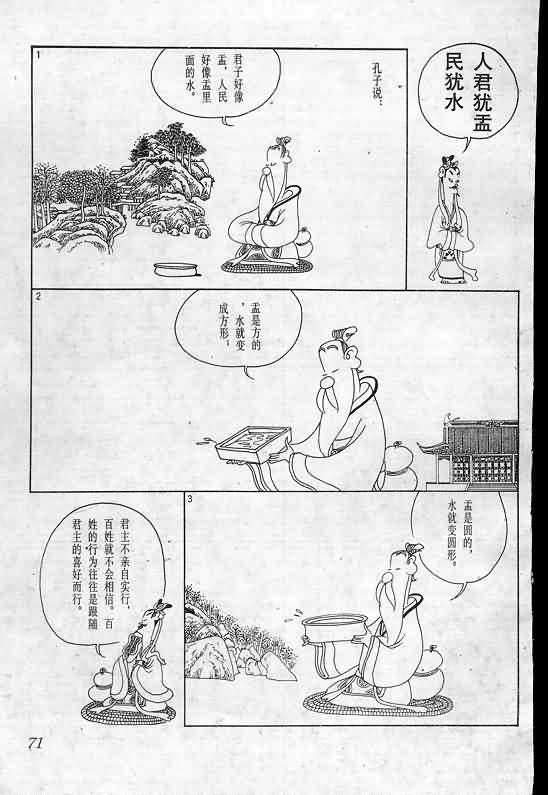 人君犹盂
民犹水
1
孔子说：
君子好像
盂，人民
好像盂里
面的水。
2
盂是方的
，水就变
成方形；
3
盂是圆的，
水就变圆形。
君主不亲自实行，
百姓就不会相信。百
姓的行为往往是跟随
君主的喜好而行。
71